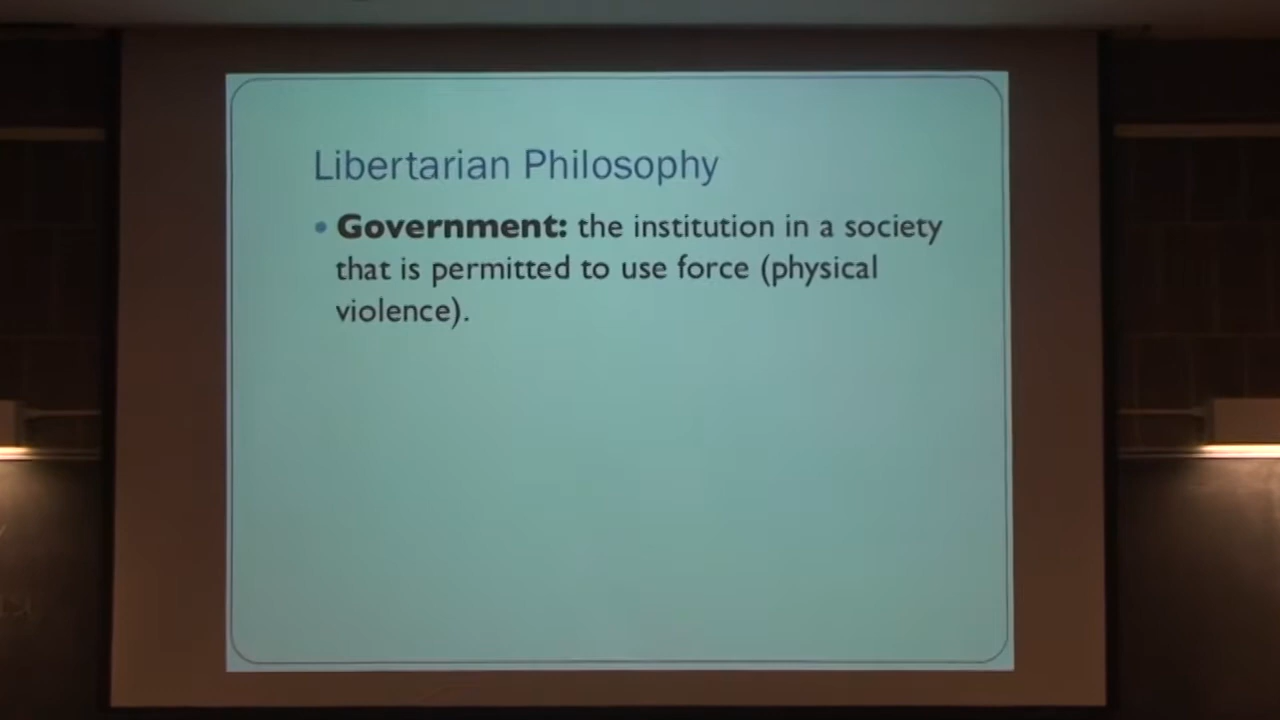 Libertarian Philosophy
• Government: the institution in a society
that is permitted to use force (physical
violence).